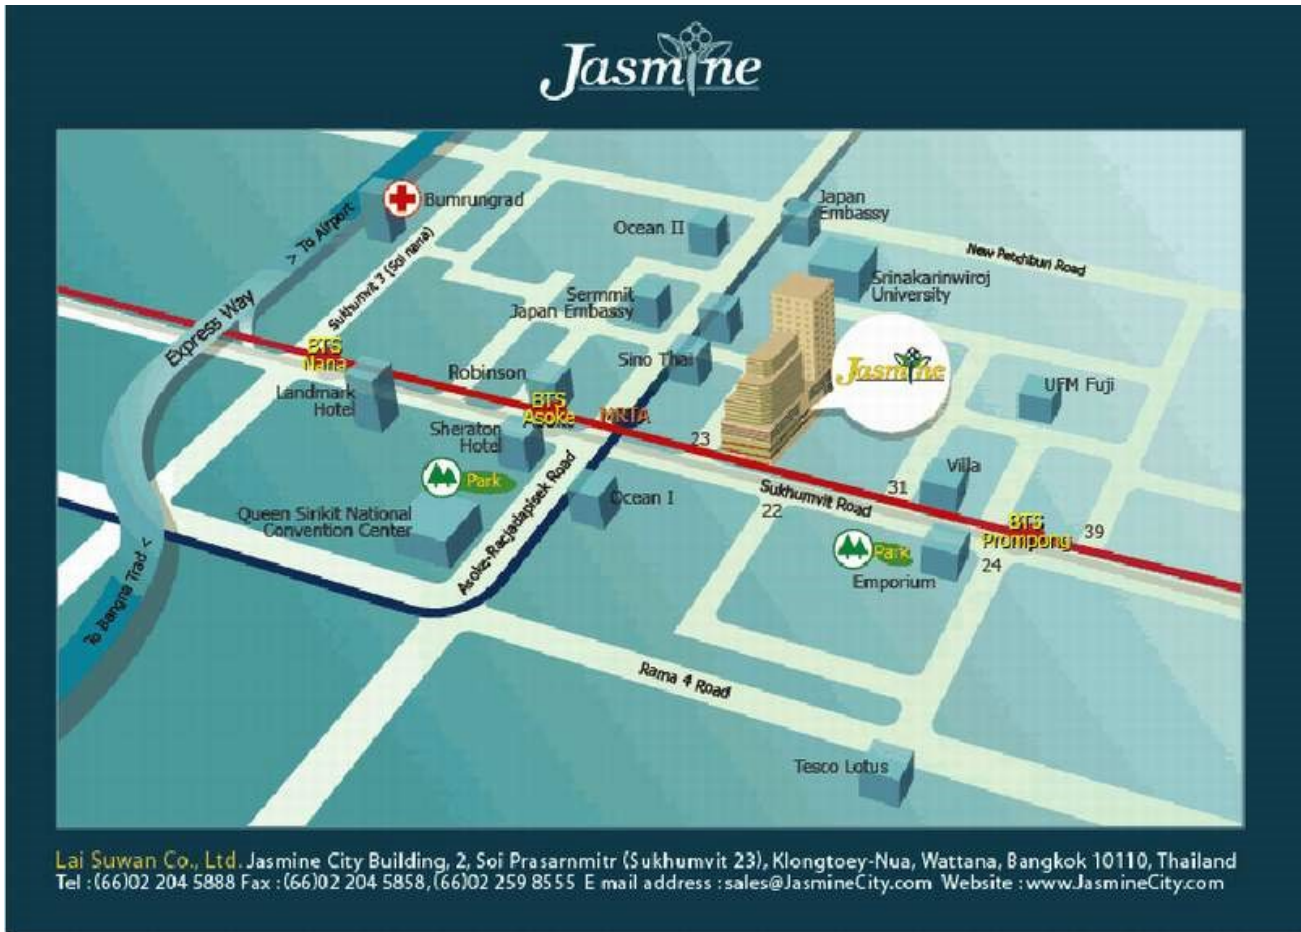 Jasmine
Bumrungrad
> To Airport
Sukhumvit 3 (Soi nana)
Ocean II
Japan
Embassy
New Petchburi Road
Srinakarinwiroj
University
Sermmit
Japan Embassy
Express Way
BTS
Nana
Sino Thai
Jasmine
Robinson
UFM Fuji
Landmark
Hotel
BTS
Asoke
MRTA
Sheraton
Hotel
23
Villa
Park
Sukhumvit Road
31
Ocean I
22
Queen Sirikit National
Convention Center
Asoke-Racjadapisek Road
BTS
Prompong
39
Park
24
Emporium
To Bangna Trad <
Rama 4 Road
Tesco Lotus
Lai Suwan Co., Ltd. Jasmine City Building, 2, Soi Prasarnmitr (Sukhumvit 23), Klongtoey-Nua, Wattana, Bangkok 10110, Thailand
Tel :(66)02 204 5888 Fax :(66)02 204 5858,(66)02 259 8555 E mail address :sales@JasmineCity.com Website :www.JasmineCity.com